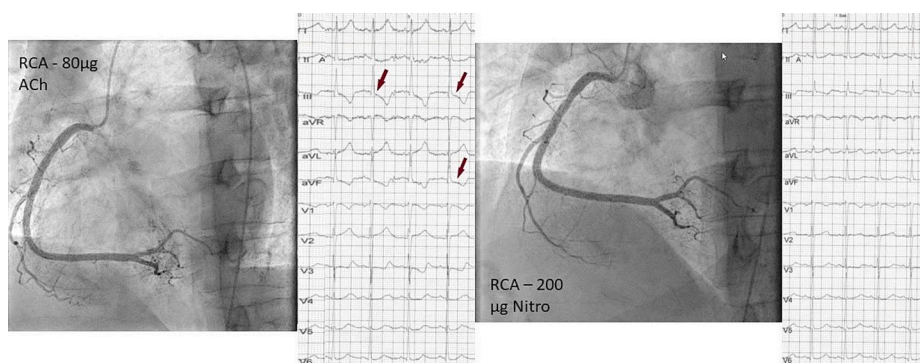 RCA - 80µg
ACh
I
II A
III
aVR
aVL
aVF
V1
V2
V3
V4
V5
V6
RCA – 200
µg Nitro
I
II A
III
aVR
aVL
aVF
V1
V2
V3
V4
V5
V6